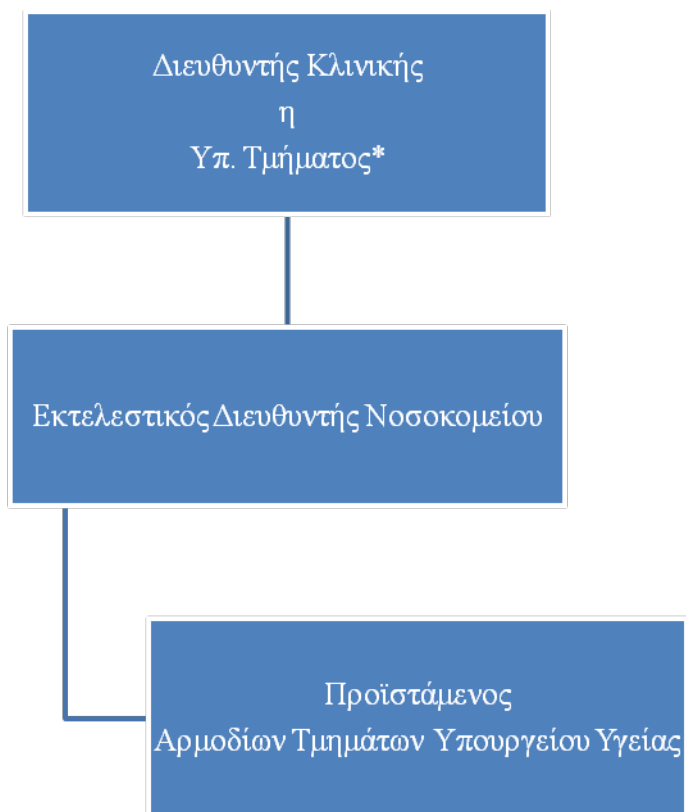 Διευθυντής Κλινικής
η
Υπ. Τμήματος*
Εκτελεστικός Διευθυντής Νοσοκομείου
Προϊστάμενος
Αρμοδίων Τμημάτων Υπουργείου Υγείας